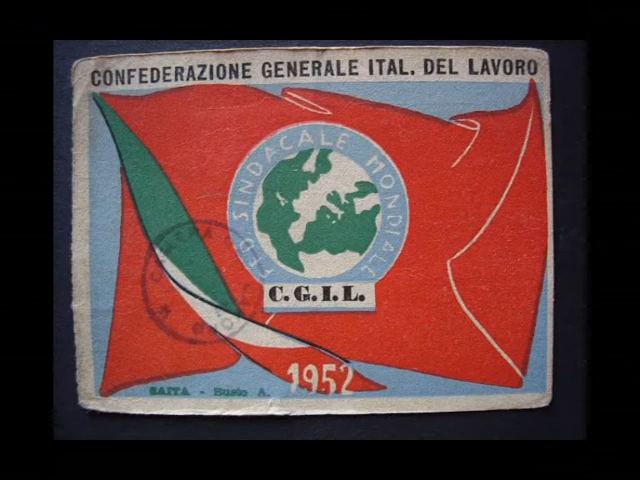 CONFEDERAZIONE GENERALE ITAL. DEL LAVORO
FED. SINDACALE MONDIALE
C.G.I.L.
1952
SAITA - Busto A.